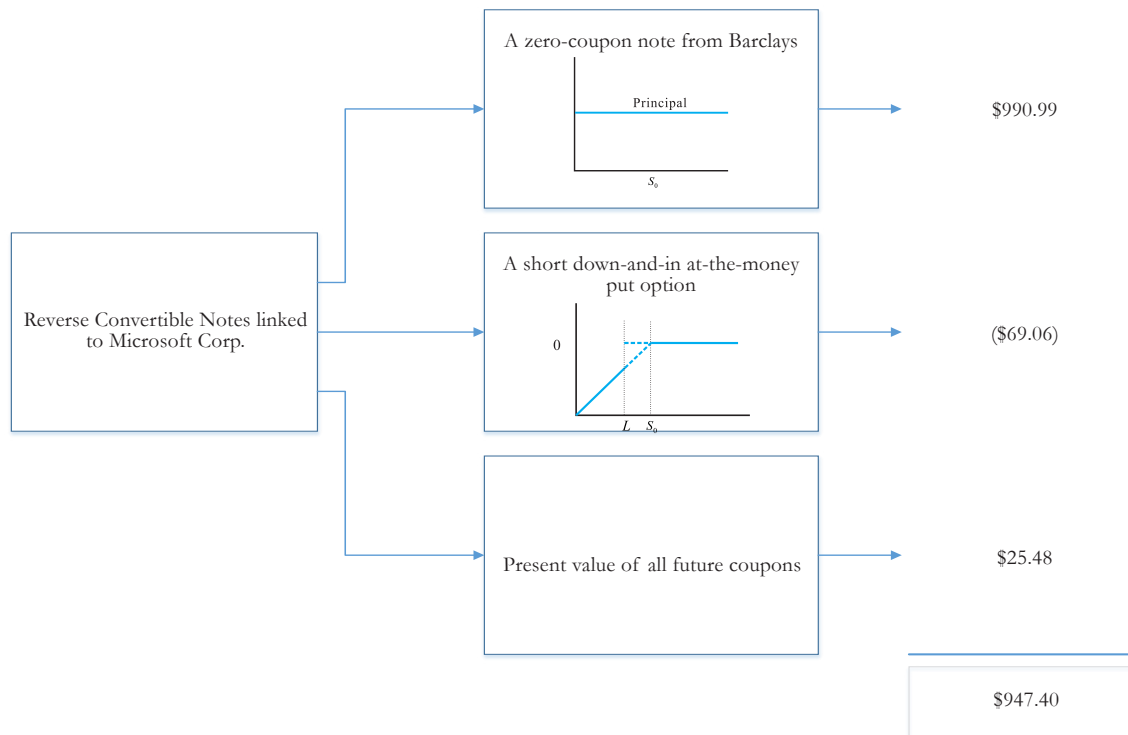 A zero-coupon note from Barclays
Principal
S₀
$990.99
Reverse Convertible Notes linked
to Microsoft Corp.
A short down-and-in at-the-money
put option
0
L S₀
($69.06)
Present value of all future coupons
$25.48
$947.40